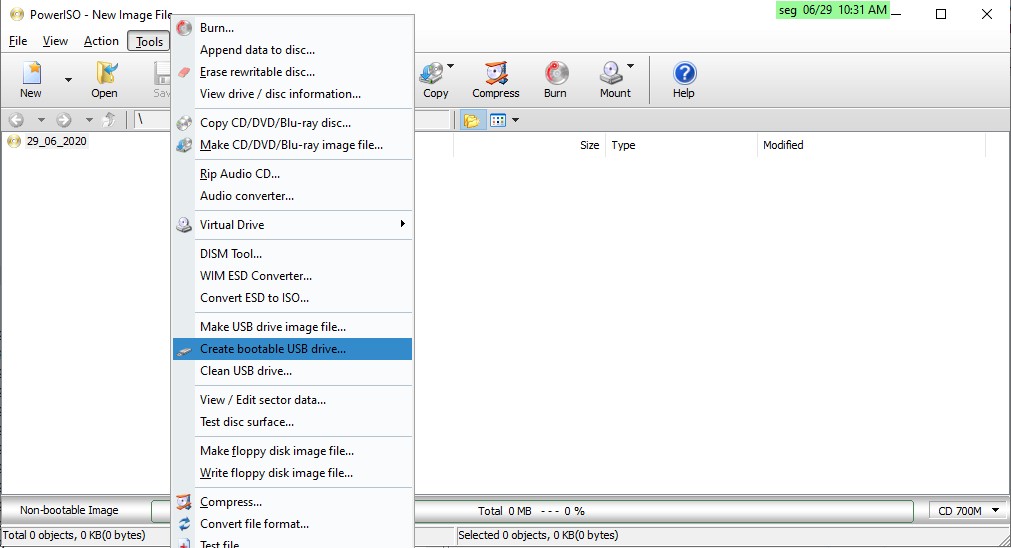 PowerISO - New Image File
seg 06/29 10:31 AM
File View Action Tools
New
Open
Sav
Copy
Compress
Burn
Mount
Help
\
29_06_2020
Size Type Modified
Burn...
Append data to disc...
Erase rewritable disc...
View drive / disc information...
Copy CD/DVD/Blu-ray disc...
Make CD/DVD/Blu-ray image file...
Rip Audio CD...
Audio converter...
Virtual Drive
DISM Tool...
WIM ESD Converter...
Convert ESD to ISO...
Make USB drive image file...
Create bootable USB drive...
Clean USB drive...
View / Edit sector data...
Test disc surface...
Make floppy disk image file...
Write floppy disk image file...
Compress...
Convert file format...
Test file
Non-bootable Image
Total 0 MB --- 0 %
CD 700M
Total 0 objects, 0 KB(0 bytes)
Selected 0 objects, 0 KB(0 bytes)